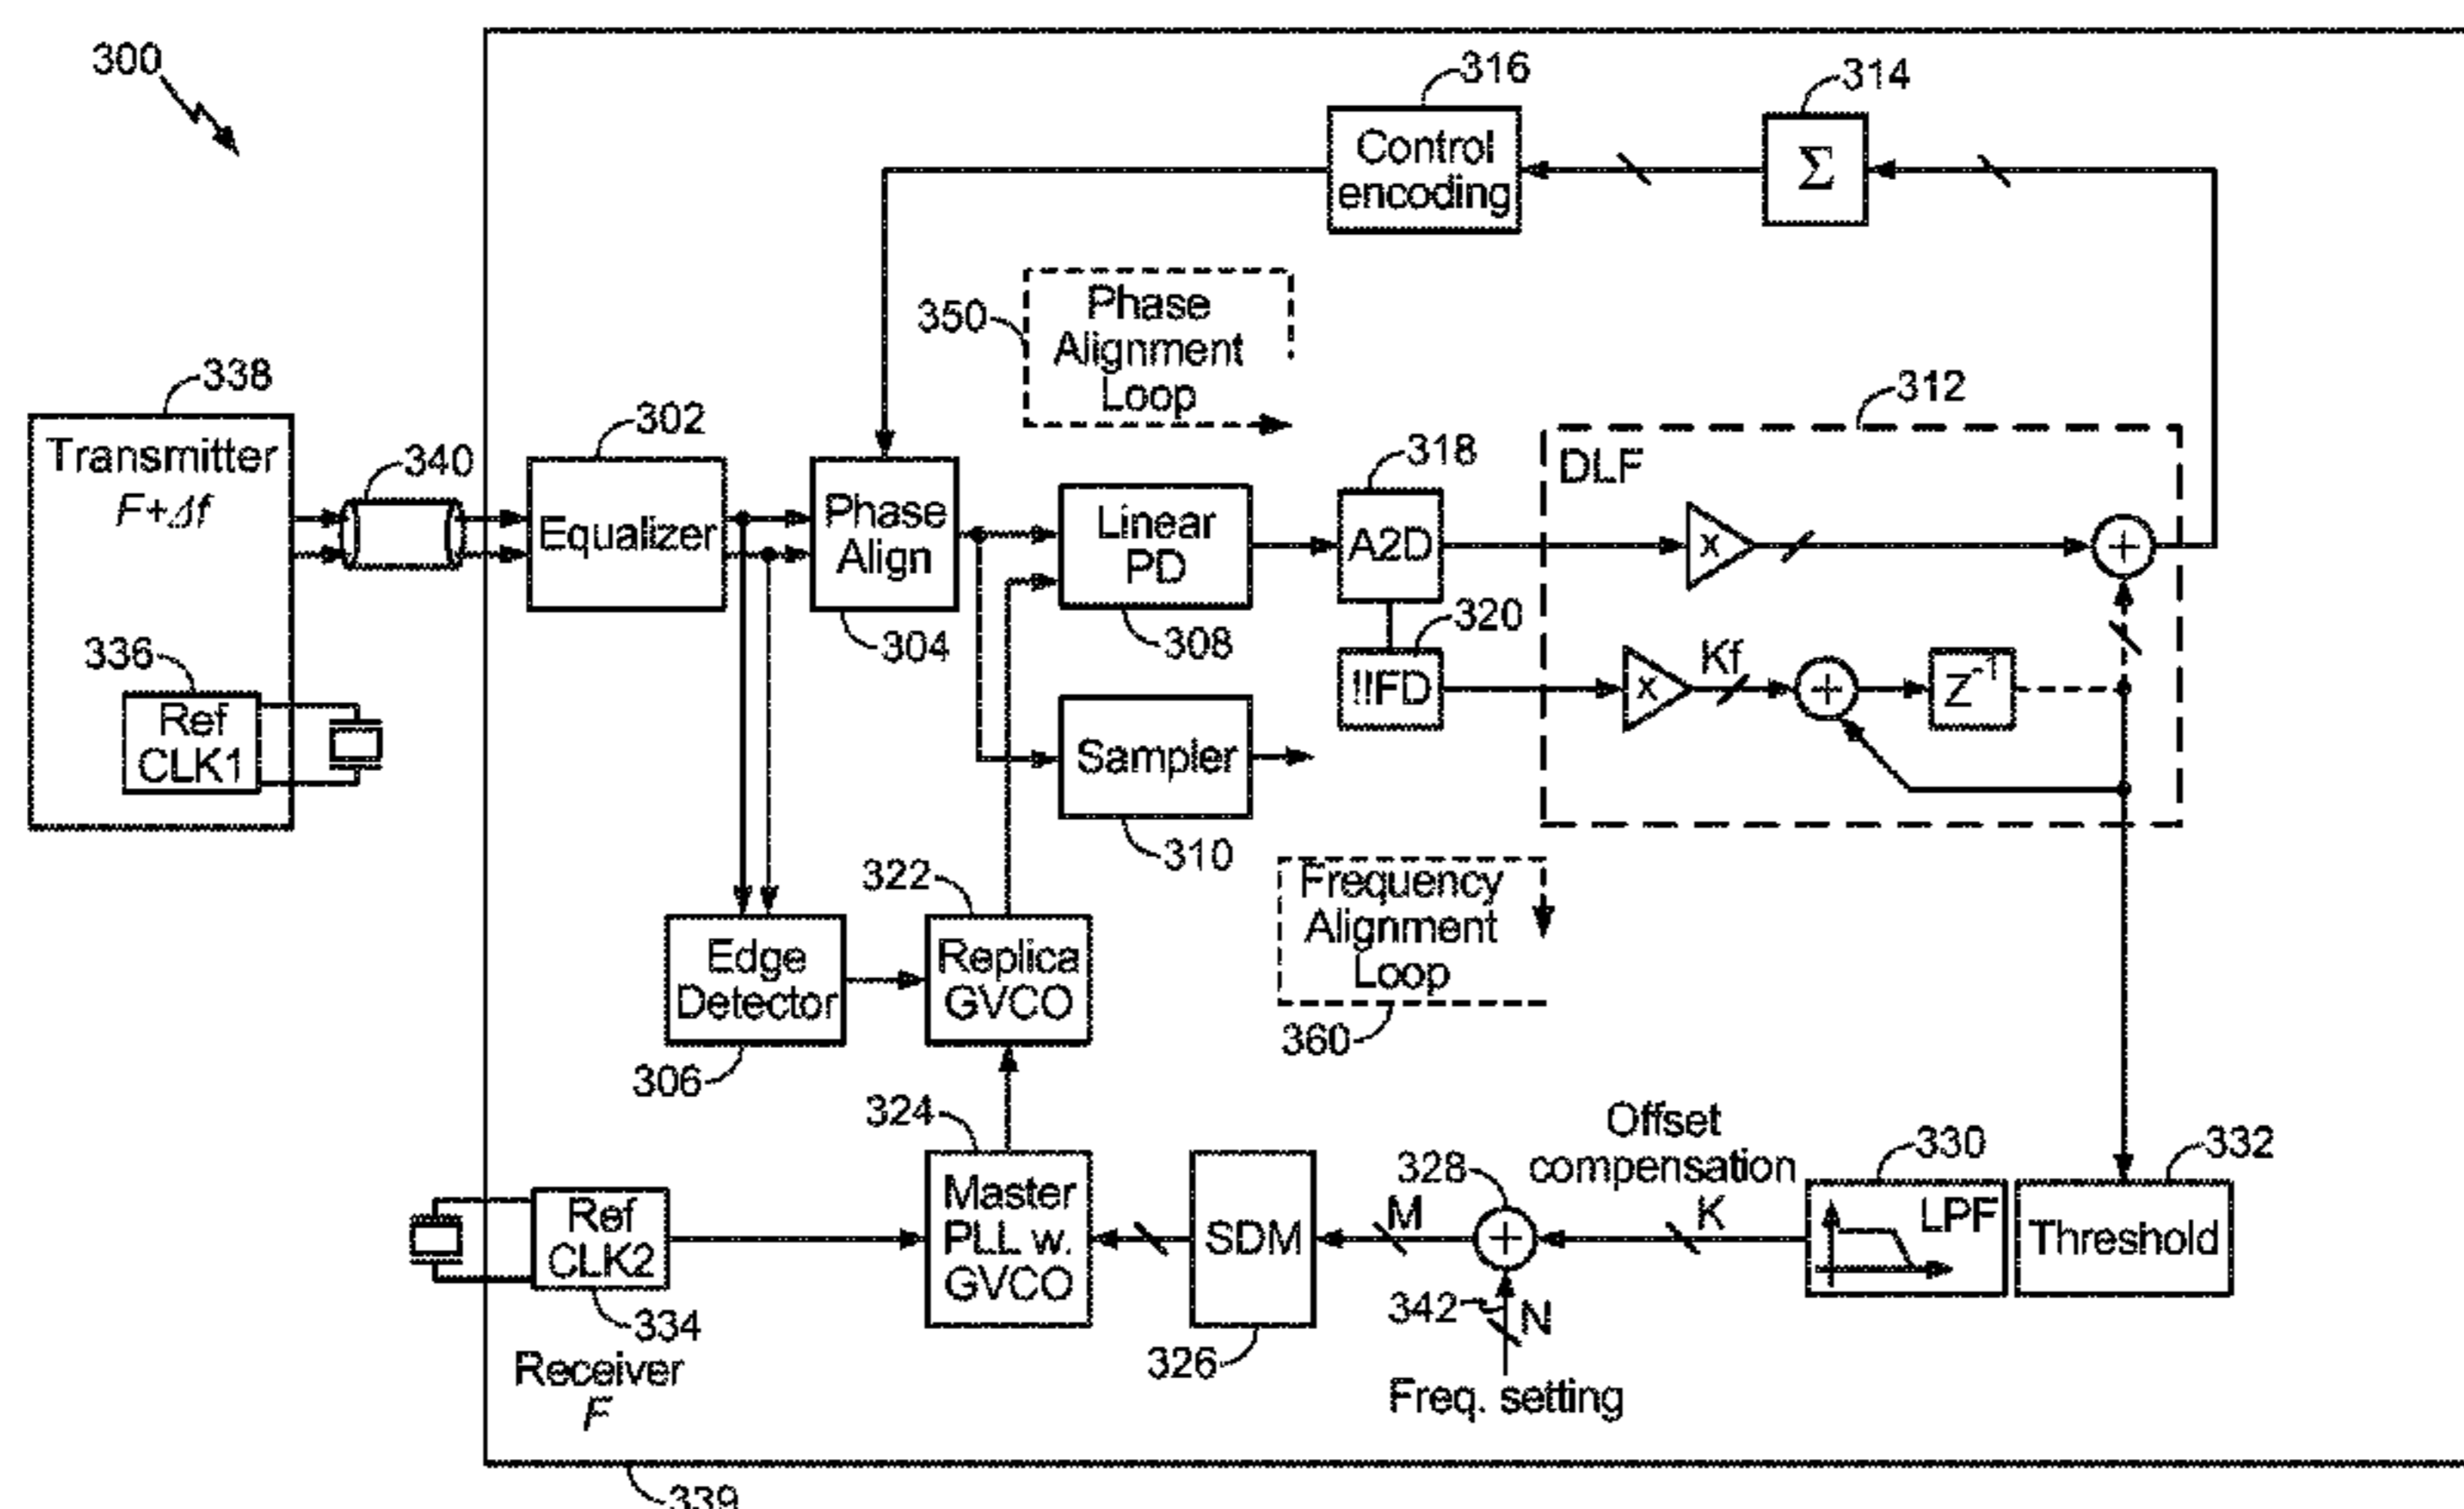 300
316
Control
encoding
314
Σ
350
Phase
Alignment
Loop
338
Transmitter
F+Δf
340
302
Equalizer
Phase
Align
304
Linear
PD
308
318
A2D
320
!!FD
312
DLF
x
+
x
Kf
+
Z-1
336
Ref
CLK1
Sampler
310
322
Replica
GVCO
Edge
Detector
306
Frequency
Alignment
Loop
360
324
Master
PLL w.
GVCO
Ref
CLK2
334
Receiver
F
SDM
326
M
328
+
342
N
Freq. setting
Offset
compensation
K
330
LPF
332
Threshold
339